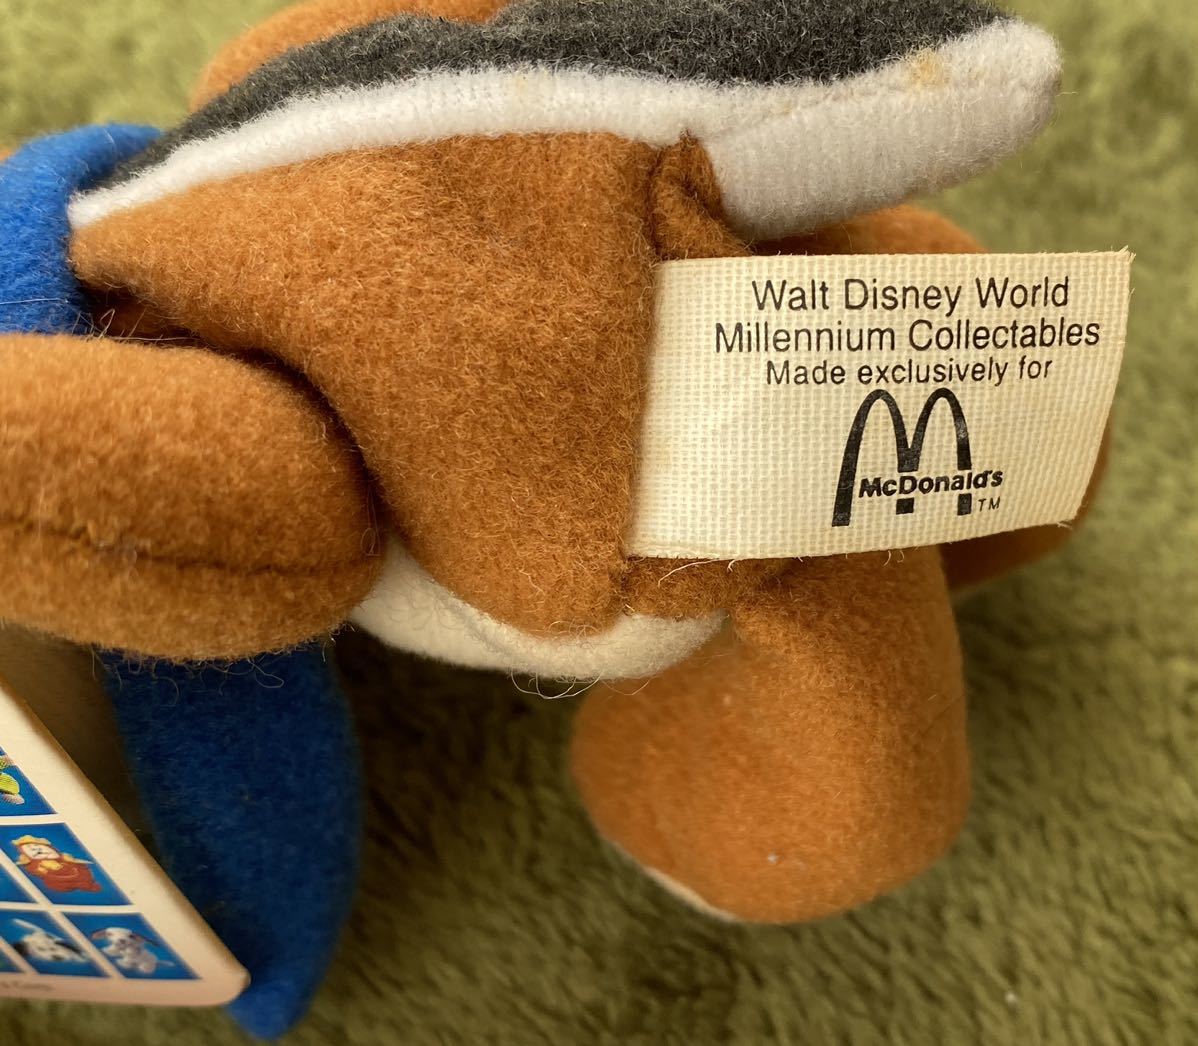 Walt Disney World
Millennium Collectables
Made exclusively for
McDonald's
TM